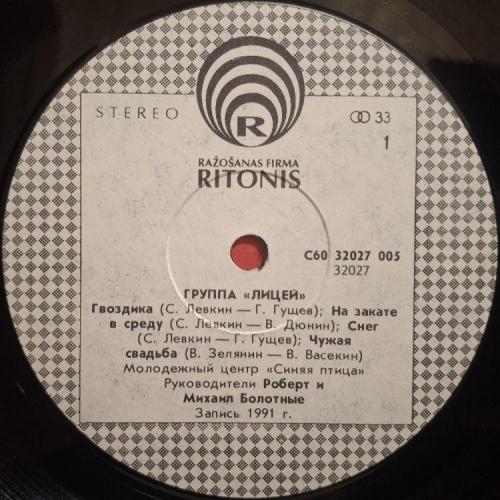 STEREO
R
33
1
RAŽOŠANAS FIRMA
RITONIS
С60 32027 005
32027
ГРУППА «ЛИЦЕЙ»
Гвоздика (С. Левкин — Г. Гущев); На закате
в среду (С. Левкин — В. Дюнин); Снег
(С. Левкин — Г. Гущев); Чужая
свадьба (В. Зелянин — В. Васекин)
Молодежный центр «Синяя птица»
Руководители Роберт и
Михаил Болотные
Запись 1991 г.